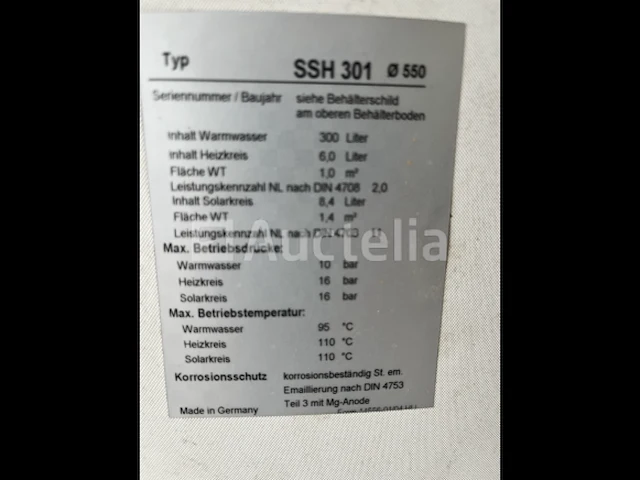 Typ SSH 301 Ø 550
Seriennummer / Baujahr siehe Behälterschild
am oberen Behälterboden
Inhalt Warmwasser 300 Liter
Inhalt Heizkreis 6,0 Liter
Fläche WT 1,0 m²
Leistungskennzahl NL nach DIN 4708 2,0
Inhalt Solarkreis 8,4 Liter
Fläche WT 1,4 m²
Leistungskennzahl NL nach DIN
Auctelia
Max. Betriebsdrücke:
Warmwasser 10 bar
Heizkreis 16 bar
Solarkreis 16 bar
Max. Betriebstemperatur:
Warmwasser 95 °C
Heizkreis 110 °C
Solarkreis 110 °C
Korrosionsschutz korrosionsbeständig St. em.
Emaillierung nach DIN 4753
Teil 3 mit Mg-Anode
Made in Germany